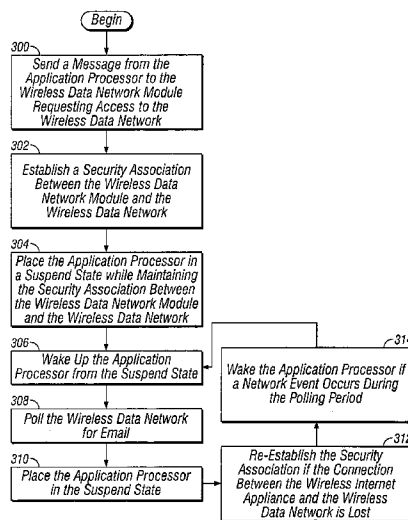 Begin
300
Send a Message from the
Application Processor to the
Wireless Data Network Module
Requesting Access to the
Wireless Data Network
302
Establish a Security Association
Between the Wireless Data
Network Module and the
Wireless Data Network
304
Place the Application Processor in
a Suspend State while Maintaining
the Security Association Between
the Wireless Data Network Module
and the Wireless Data Network
306
Wake Up the Application
Processor from the Suspend State
308
Poll the Wireless Data Network
for Email
310
Place the Application Processor
in the Suspend State
312
Re-Establish the Security
Association if the Connection
Between the Wireless Internet
Appliance and the Wireless
Data Network is Lost
314
Wake the Application Processor if
a Network Event Occurs During
the Polling Period